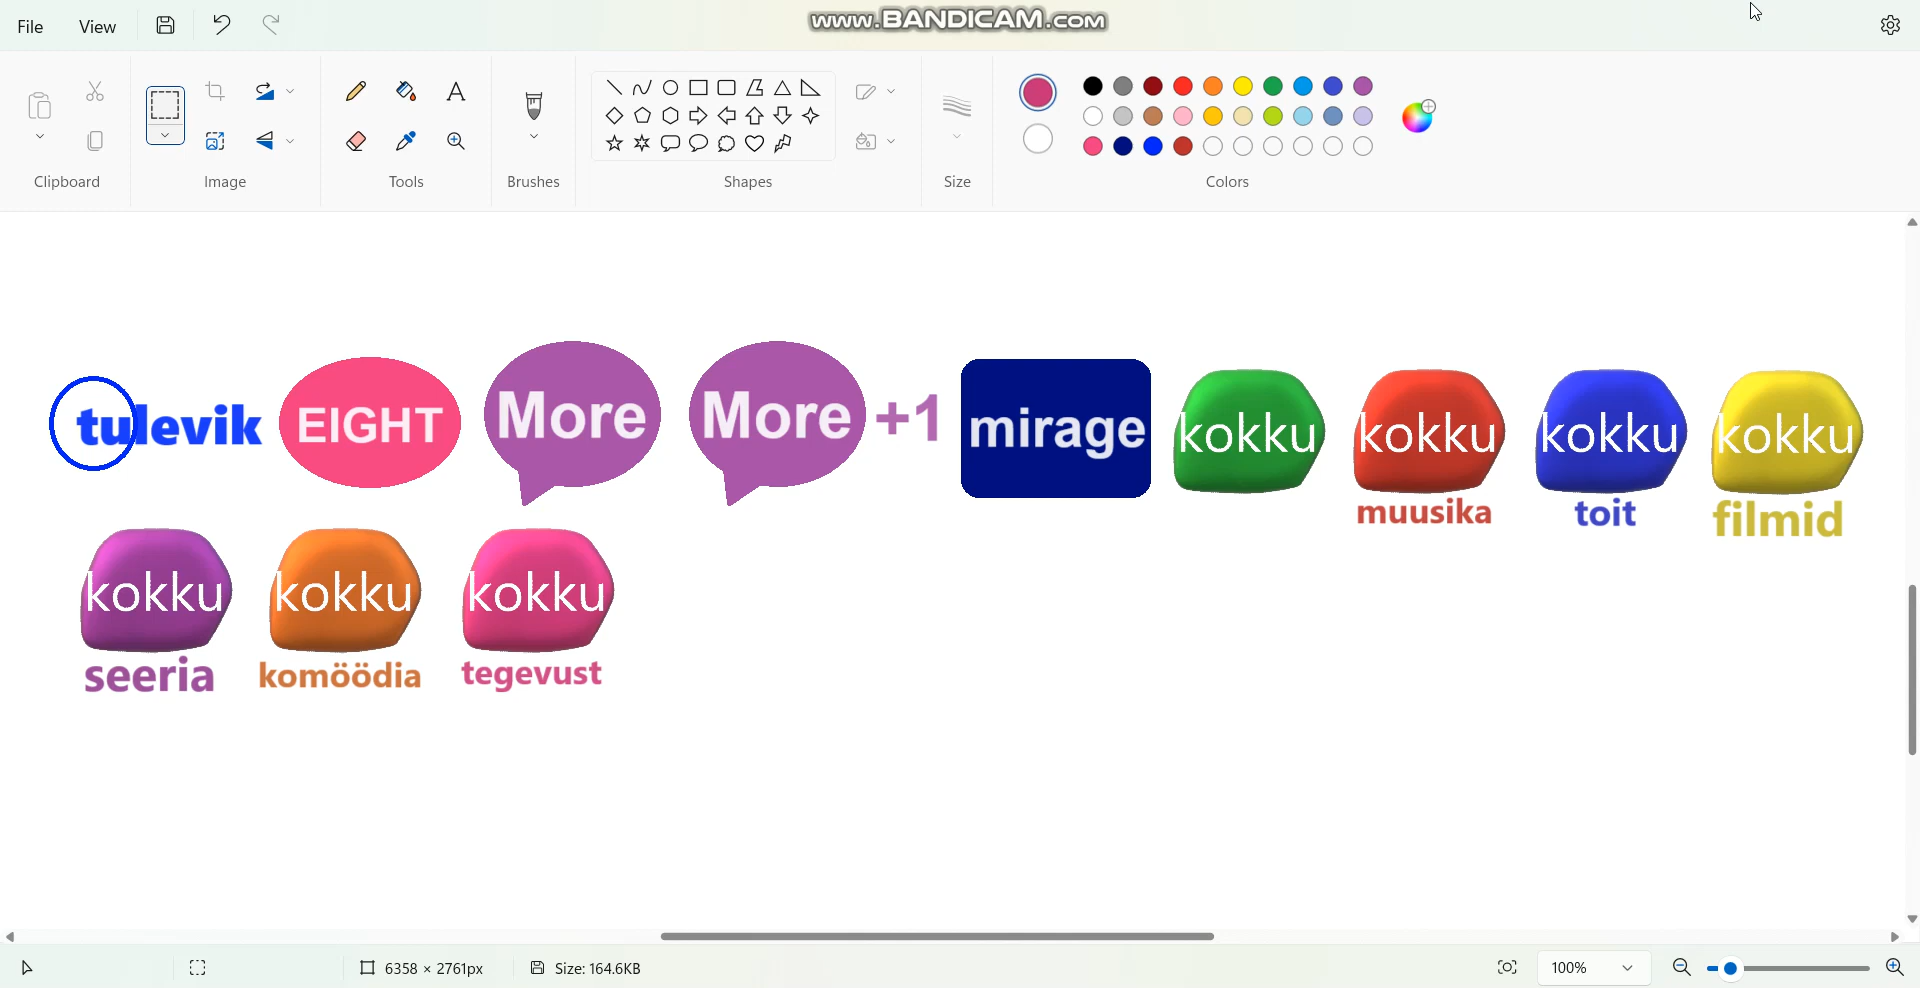 www.BANDICAM.com
File View
Clipboard Image Tools Brushes Shapes Size Colors
tulevik EIGHT More More +1 mirage kokku kokku kokku kokku
muusika toit filmid
kokku kokku kokku
seeria komöödia tegevust
6358 × 2761px Size: 164.6KB 100%